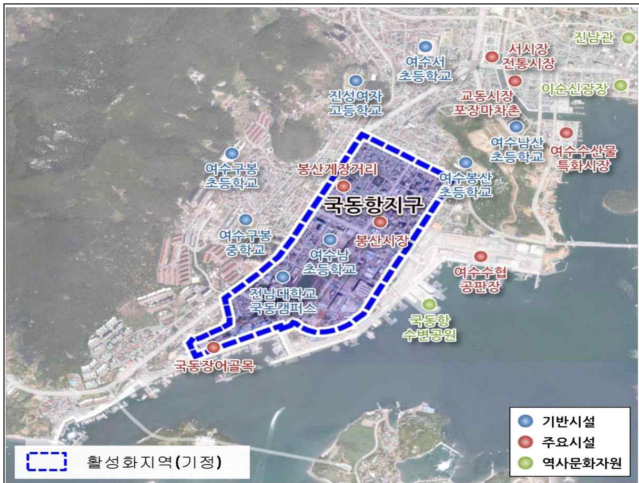 진남관
서시장
전통시장
여수서
초등학교
이순신광장
진성여자
고등학교
교동시장
포장마차촌
여수남산
초등학교
여수수산물
특화시장
여수구봉
초등학교
봉산게장거리
여수봉산
초등학교
국동항지구
여수구봉
중학교
봉산시장
여수남
초등학교
여수수협
공판장
전남대학교
국동캠퍼스
국동항
수변공원
국동장어골목
기반시설
주요시설
역사문화자원
활성화지역(기정)